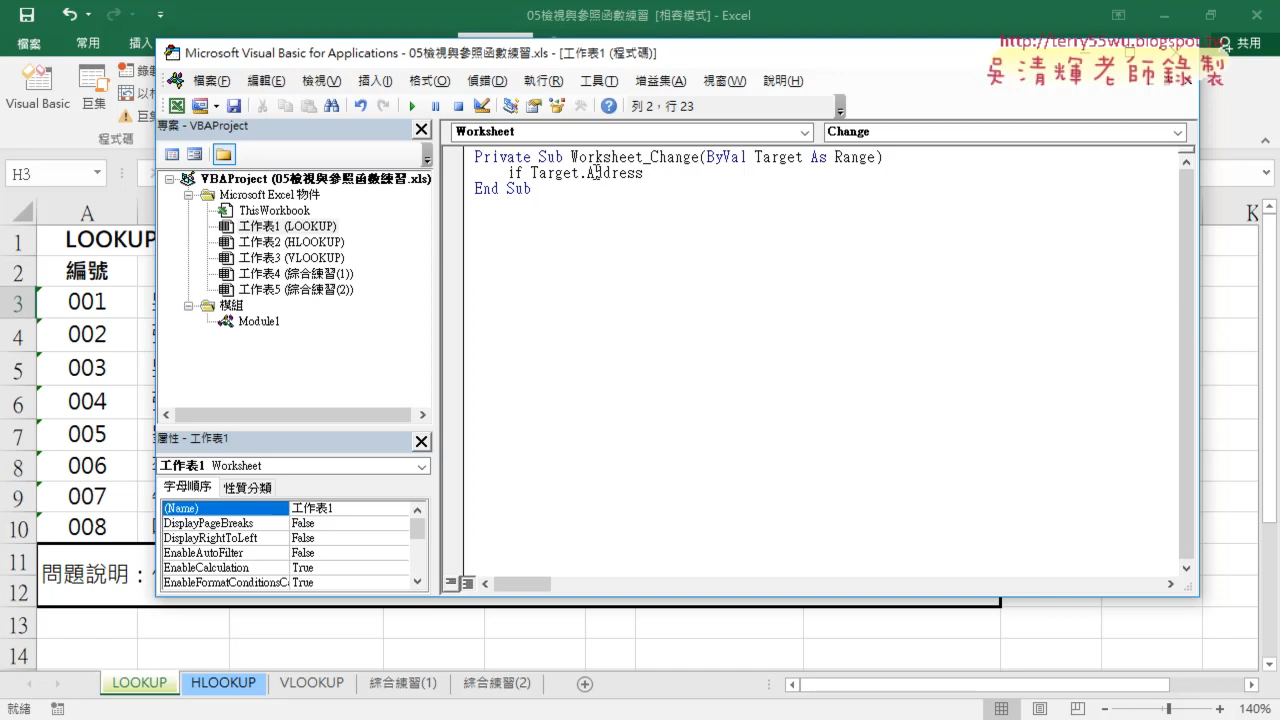 05檢視與參照函數練習 [相容模式] - Excel
檔案 常用 插入
共用
http://terry55wu.blogspot.tw
吳清輝老師錄製
Visual Basic 巨集
程式碼
Microsoft Visual Basic for Applications - 05檢視與參照函數練習.xls - [工作表1 (程式碼)]
檔案(F) 編輯(E) 檢視(V) 插入(I) 格式(O) 偵錯(D) 執行(R) 工具(T) 增益集(A) 視窗(W) 說明(H)
列 2，行 23
專案 - VBAProject
VBAProject (05檢視與參照函數練習.xls)
Microsoft Excel 物件
ThisWorkbook
工作表1 (LOOKUP)
工作表2 (HLOOKUP)
工作表3 (VLOOKUP)
工作表4 (綜合練習(1))
工作表5 (綜合練習(2))
模組
Module1
屬性 - 工作表1
工作表1 Worksheet
字母順序 性質分類
(Name) 工作表1
DisplayPageBreaks False
DisplayRightToLeft False
EnableAutoFilter False
EnableCalculation True
EnableFormatConditionsCa True
Worksheet Change
Private Sub Worksheet_Change(ByVal Target As Range)
if Target.Address
End Sub
H3
A K
1 LOOKUP
2 編號
3 001
4 002
5 003
6 004
7 005
8 006
9 007
10 008
11 問題說明：
12
13
14
LOOKUP HLOOKUP VLOOKUP 綜合練習(1) 綜合練習(2)
就緒 140%